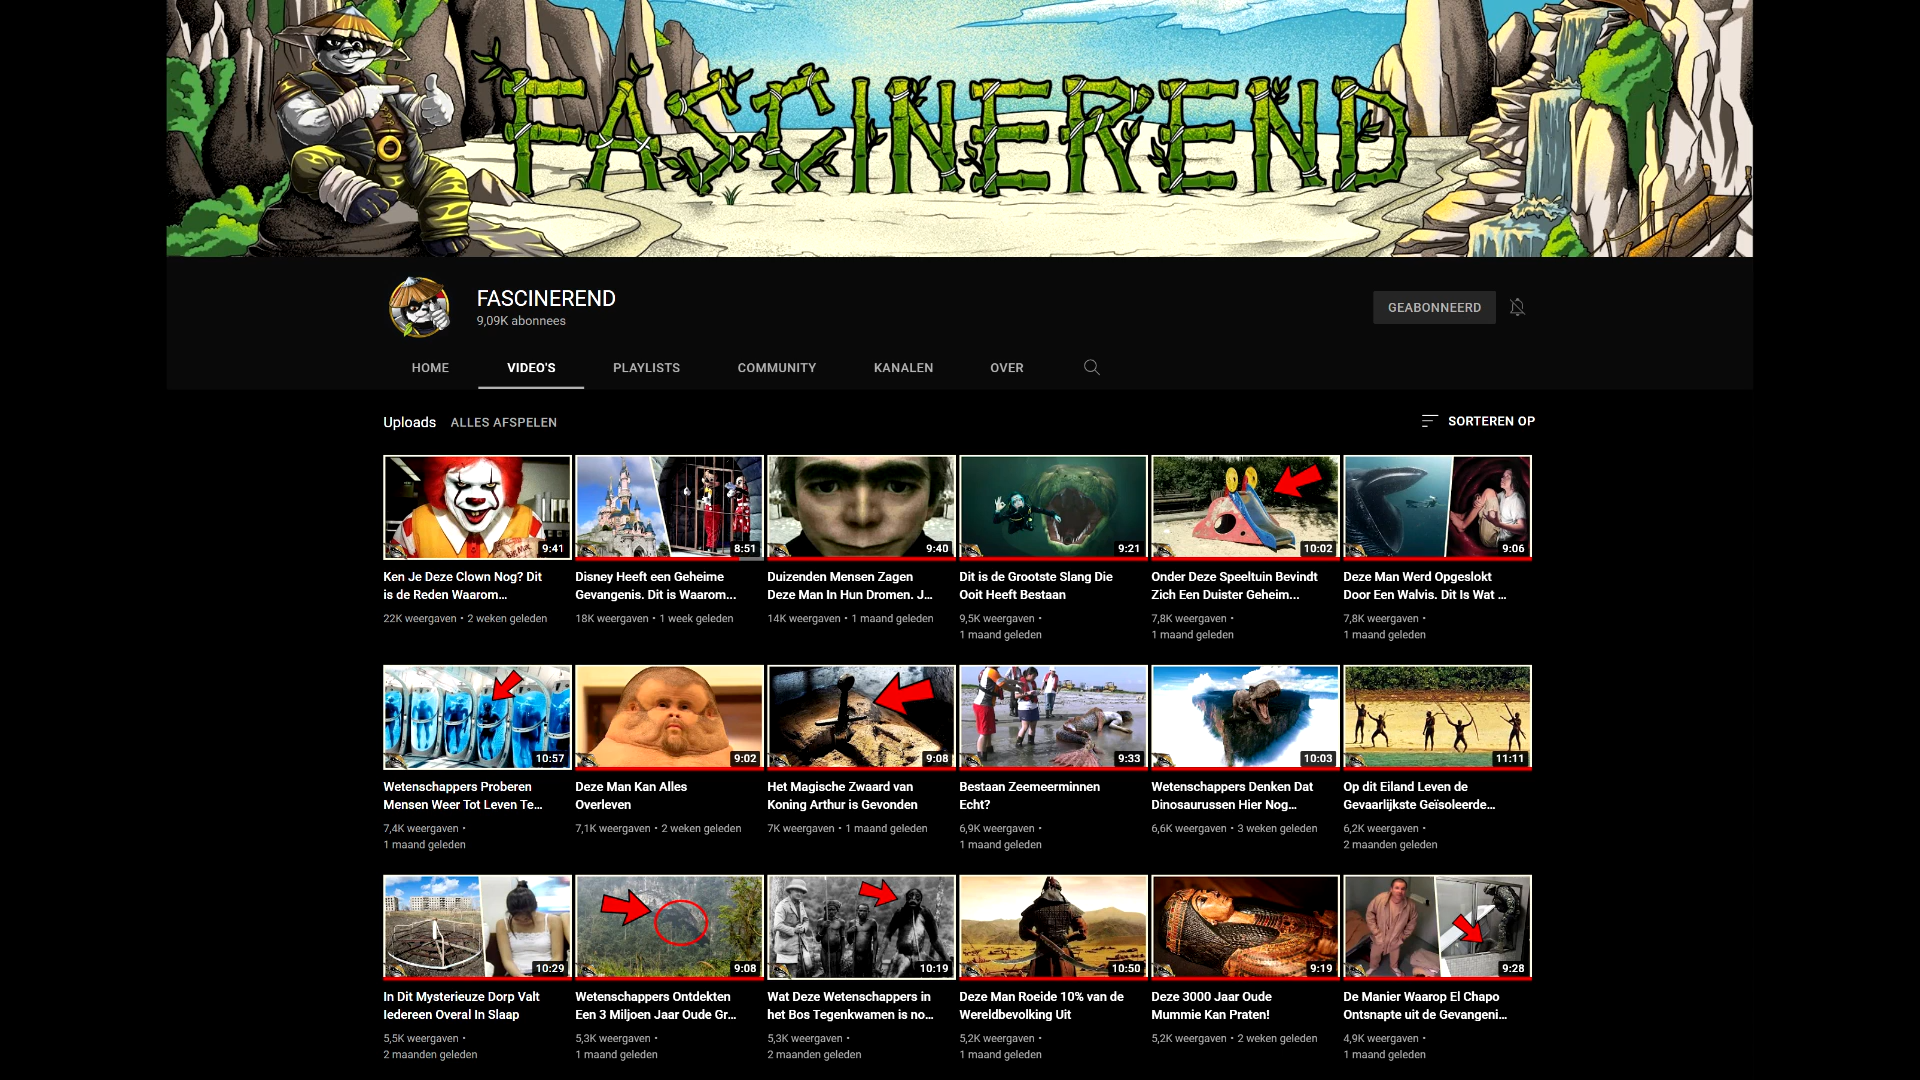 FASCINEREND
FASCINEREND
9,09K abonnees
GEABONNEERD
HOME VIDEO'S PLAYLISTS COMMUNITY KANALEN OVER
Uploads ALLES AFSPELEN
SORTEREN OP
9:41
8:51
9:40
9:21
10:02
9:06
Ken Je Deze Clown Nog? Dit
is de Reden Waarom...
22K weergaven • 2 weken geleden
Disney Heeft een Geheime
Gevangenis. Dit is Waarom...
18K weergaven • 1 week geleden
Duizenden Mensen Zagen
Deze Man In Hun Dromen. J...
14K weergaven • 1 maand geleden
Dit is de Grootste Slang Die
Ooit Heeft Bestaan
9,5K weergaven •
1 maand geleden
Onder Deze Speeltuin Bevindt
Zich Een Duister Geheim...
7,8K weergaven •
1 maand geleden
Deze Man Werd Opgeslokt
Door Een Walvis. Dit Is Wat ...
7,8K weergaven •
1 maand geleden
10:57
9:02
9:08
9:33
10:03
11:11
Wetenschappers Proberen
Mensen Weer Tot Leven Te...
7,4K weergaven •
1 maand geleden
Deze Man Kan Alles
Overleven
7,1K weergaven • 2 weken geleden
Het Magische Zwaard van
Koning Arthur is Gevonden
7K weergaven • 1 maand geleden
Bestaan Zeemeerminnen
Echt?
6,9K weergaven •
1 maand geleden
Wetenschappers Denken Dat
Dinosaurussen Hier Nog...
6,6K weergaven • 3 weken geleden
Op dit Eiland Leven de
Gevaarlijkste Geïsoleerde...
6,2K weergaven •
2 maanden geleden
10:29
9:08
10:19
10:50
9:19
9:28
In Dit Mysterieuze Dorp Valt
Iedereen Overal In Slaap
5,5K weergaven •
2 maanden geleden
Wetenschappers Ontdekten
Een 3 Miljoen Jaar Oude Gr...
5,3K weergaven •
1 maand geleden
Wat Deze Wetenschappers in
het Bos Tegenkwamen is no...
5,3K weergaven •
2 maanden geleden
Deze Man Roeide 10% van de
Wereldbevolking Uit
5,2K weergaven •
1 maand geleden
Deze 3000 Jaar Oude
Mummie Kan Praten!
5,2K weergaven • 2 weken geleden
De Manier Waarop El Chapo
Ontsnapte uit de Gevangeni...
4,9K weergaven •
1 maand geleden